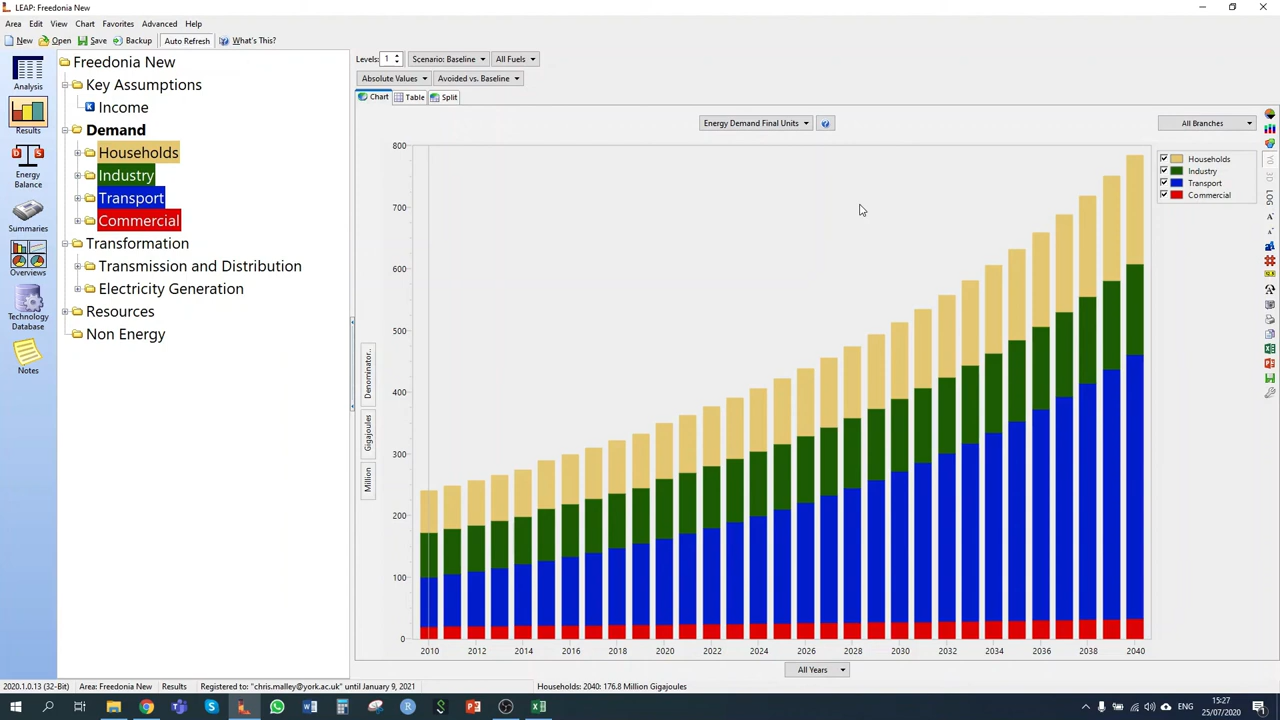 LEAP: Freedonia New
Area Edit View Chart Favorites Advanced Help
New Open Save Backup Auto Refresh What's This?
Analysis
Results
Energy
Balance
Summaries
Overviews
Technology
Database
Notes
Freedonia New
Key Assumptions
Income
Demand
Households
Industry
Transport
Commercial
Transformation
Transmission and Distribution
Electricity Generation
Resources
Non Energy
Levels: 1 Scenario: Baseline All Fuels
Absolute Values Avoided vs. Baseline
Chart Table Split
Energy Demand Final Units
All Branches
Households
Industry
Transport
Commercial
LOG
Denominator..
Gigajoules
Million
800
700
600
500
400
300
200
100
0
2010 2012 2014 2016 2018 2020 2022 2024 2026 2028 2030 2032 2034 2036 2038 2040
All Years
2020.1.0.13 (32-Bit) Area: Freedonia New Results Registered to: "chris.malley@york.ac.uk" until January 9, 2021 Households: 2040: 176.8 Million Gigajoules
ENG
15:27
25/07/2020